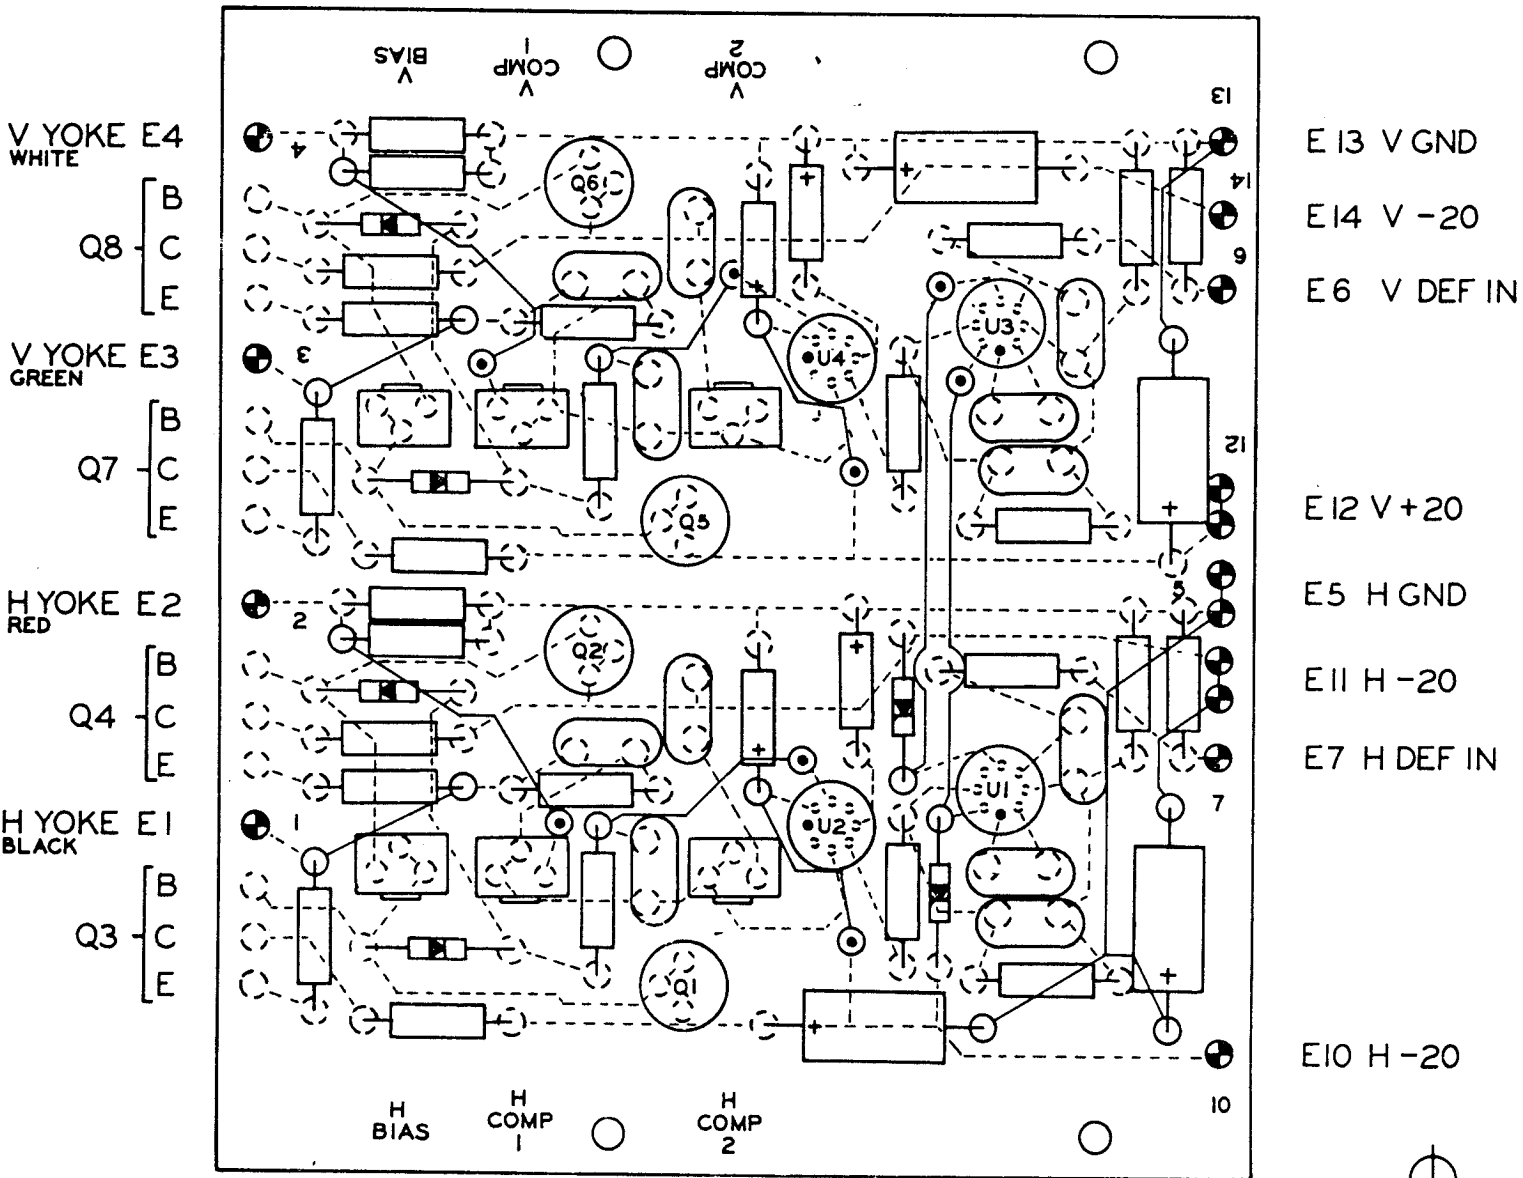 V BIAS
V COMP 1
V COMP 2
13
V YOKE E4
WHITE
4
E13 V GND
14
Q6
B
Q8 C
E
E14 V -20
6
E6 V DEF IN
U3
U4
V YOKE E3
GREEN
3
B
Q7 C
E
12
Q5
E12 V +20
H YOKE E2
RED
2
5
E5 H GND
Q2
B
Q4 C
E
E11 H -20
E7 H DEF IN
7
U1
U2
H YOKE E1
BLACK
1
B
Q3 C
E
Q1
E10 H -20
10
H
BIAS
H
COMP
1
H
COMP
2
+
+
+
+
+
+
+
+